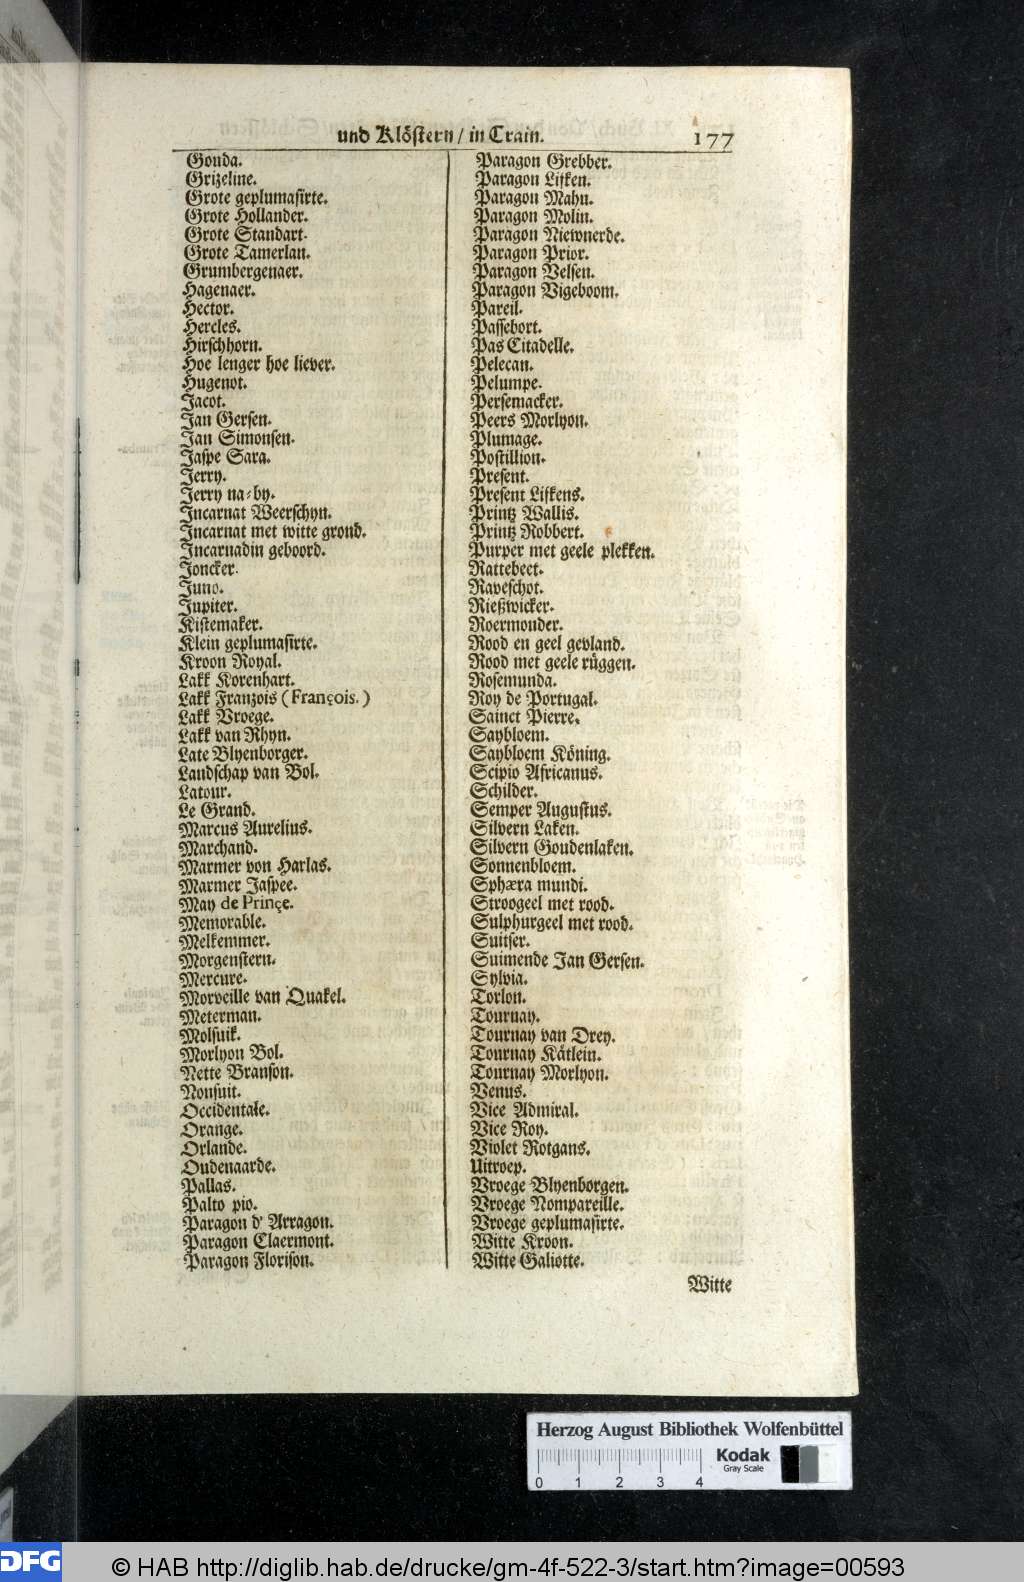 und Klöstern / in Crain. 177
Gonda.
Grizeline.
Grote geplumasirte.
Grote Hollander.
Grote Standart.
Grote Tamerlan.
Grumbergenaer.
Hagenaer.
Hector.
Hercles.
Hirschhorn.
Hoe lenger hoe liever.
Hugenot.
Jacot.
Jan Gersen.
Jan Simonsen.
Jaspe Sara.
Jerry.
Jerry na-by.
Incarnat Weerschyn.
Incarnat met witte grond.
Incarnadin geboord.
Joncker.
Juno.
Jupiter.
Kistemaker.
Klein geplumasirte.
Kroon Royal.
Lakk Korenhart.
Lakk Franzois (François.)
Lakk Vroege.
Lakk van Rhyn.
Late Blyenborger.
Landschap van Bol.
Latour.
Le Grand.
Marcus Aurelius.
Marchand.
Marmer von Harlas.
Marmer Jaspee.
May de Prinçe.
Memorable.
Melkemmer.
Morgenstern.
Mercure.
Morveille van Quakel.
Meterman.
Molsuik.
Morlyon Bol.
Nette Branson.
Nonsuit.
Occidentale.
Orange.
Orlande.
Oudenaarde.
Pallas.
Palto pio.
Paragon d' Arragon.
Paragon Claermont.
Paragon Florison.
Paragon Grebber.
Paragon Lifken.
Paragon Mahu.
Paragon Molin.
Paragon Niewnerde.
Paragon Prior.
Paragon Velsen.
Paragon Vigeboom.
Pareil.
Passebort.
Pas Citadelle.
Pelecan.
Pelumpe.
Persemacker.
Peers Morlyon.
Plumage.
Postillion.
Present.
Present Lifkens.
Printz Wallis.
Printz Robbert.
Purper met geele plekken.
Rattebeet.
Raveschot.
Rießwicker.
Roermonder.
Rood en geel gevland.
Rood met geele rüggen.
Rosemunda.
Roy de Portugal.
Sainct Pierre.
Saybloem.
Saybloem Köning.
Scipio Africanus.
Schilder.
Semper Augustus.
Silvern Laken.
Silvern Goudenlaken.
Sonnenbloem.
Sphæra mundi.
Stroogeel met rood.
Sulphurgeel met rood.
Suitser.
Suimende Jan Gersen.
Sylvia.
Torlon.
Tournay.
Tournay van Drey.
Tournay Kätlein.
Tournay Morlyon.
Venus.
Vice Admiral.
Vice Roy.
Violet Rotgans.
Uitroep.
Vroege Blyenborgen.
Vroege Nompareille.
Vroege geplumasirte.
Witte Kroon.
Witte Galiotte.
Witte
Herzog August Bibliothek Wolfenbüttel
Kodak
Gray Scale
0 1 2 3 4
DFG © HAB http://diglib.hab.de/drucke/gm-4f-522-3/start.htm?image=00593